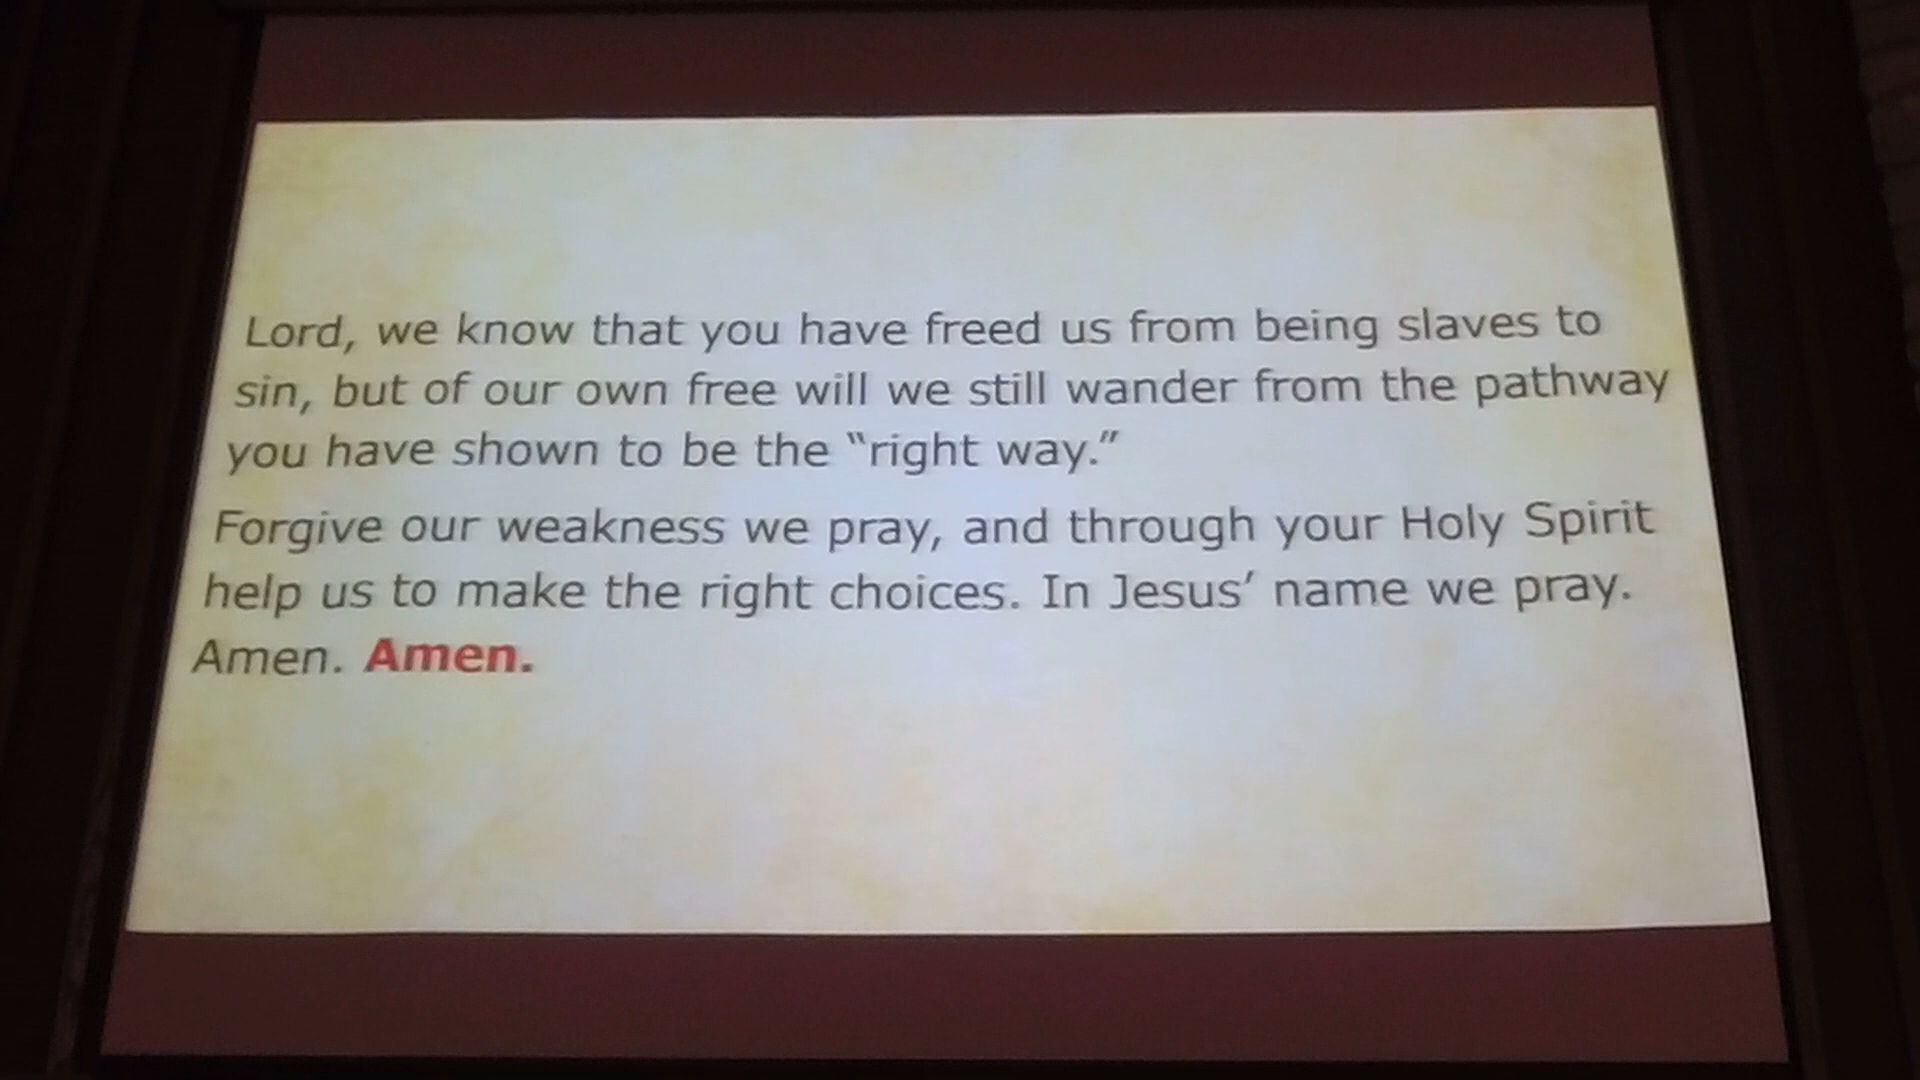 Lord, we know that you have freed us from being slaves to
sin, but of our own free will we still wander from the pathway
you have shown to be the “right way.”
Forgive our weakness we pray, and through your Holy Spirit
help us to make the right choices. In Jesus’ name we pray.
Amen. Amen.